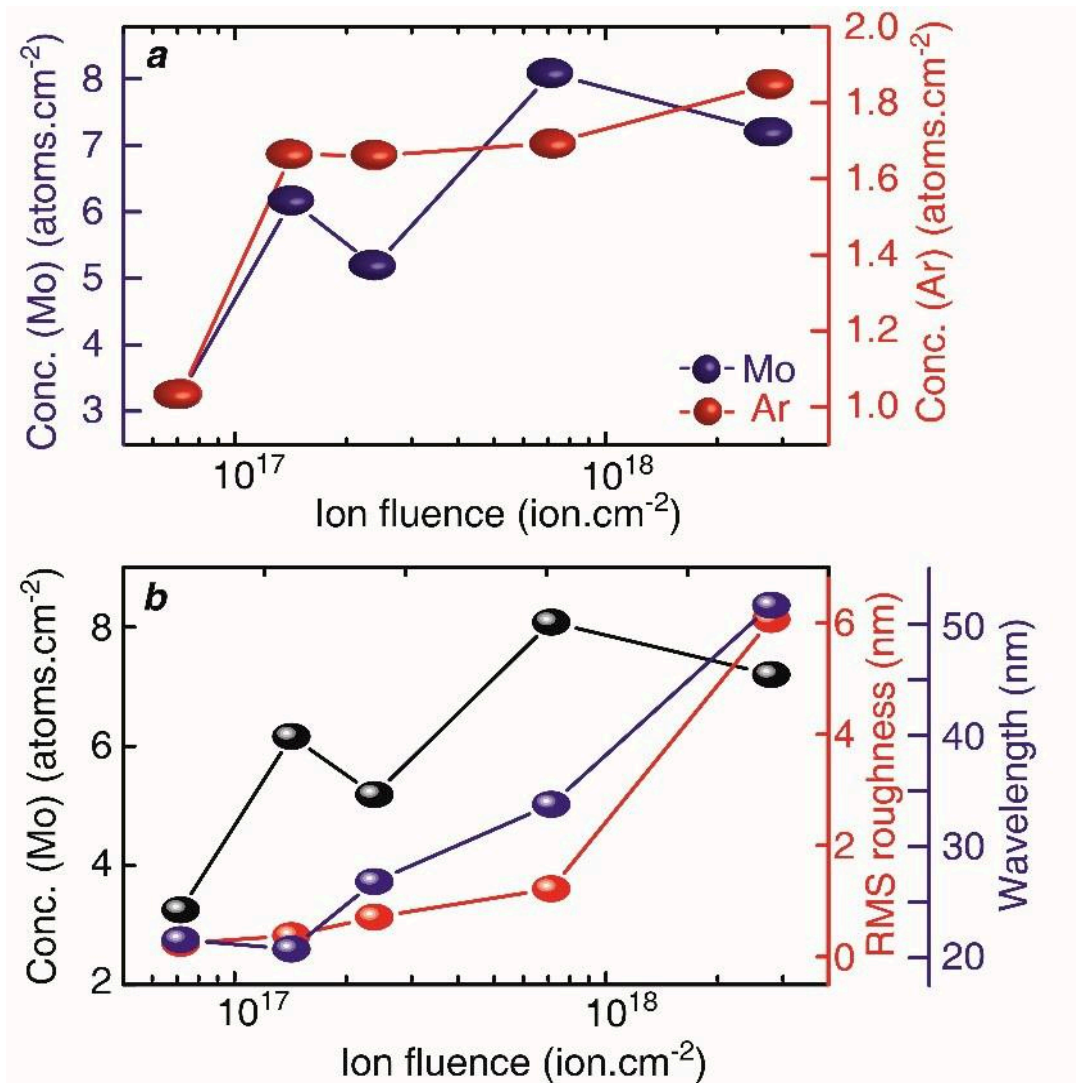 a
Conc. (Mo) (atoms.cm-2)
8
7
6
5
4
3
2.0
1.8
1.6
1.4
1.2
1.0
Conc. (Ar) (atoms.cm-2)
Mo
Ar
10^17
10^18
Ion fluence (ion.cm-2)
b
Conc. (Mo) (atoms.cm-2)
8
6
4
2
6
4
2
0
RMS roughness (nm)
50
40
30
20
Wavelength (nm)
10^17
10^18
Ion fluence (ion.cm-2)